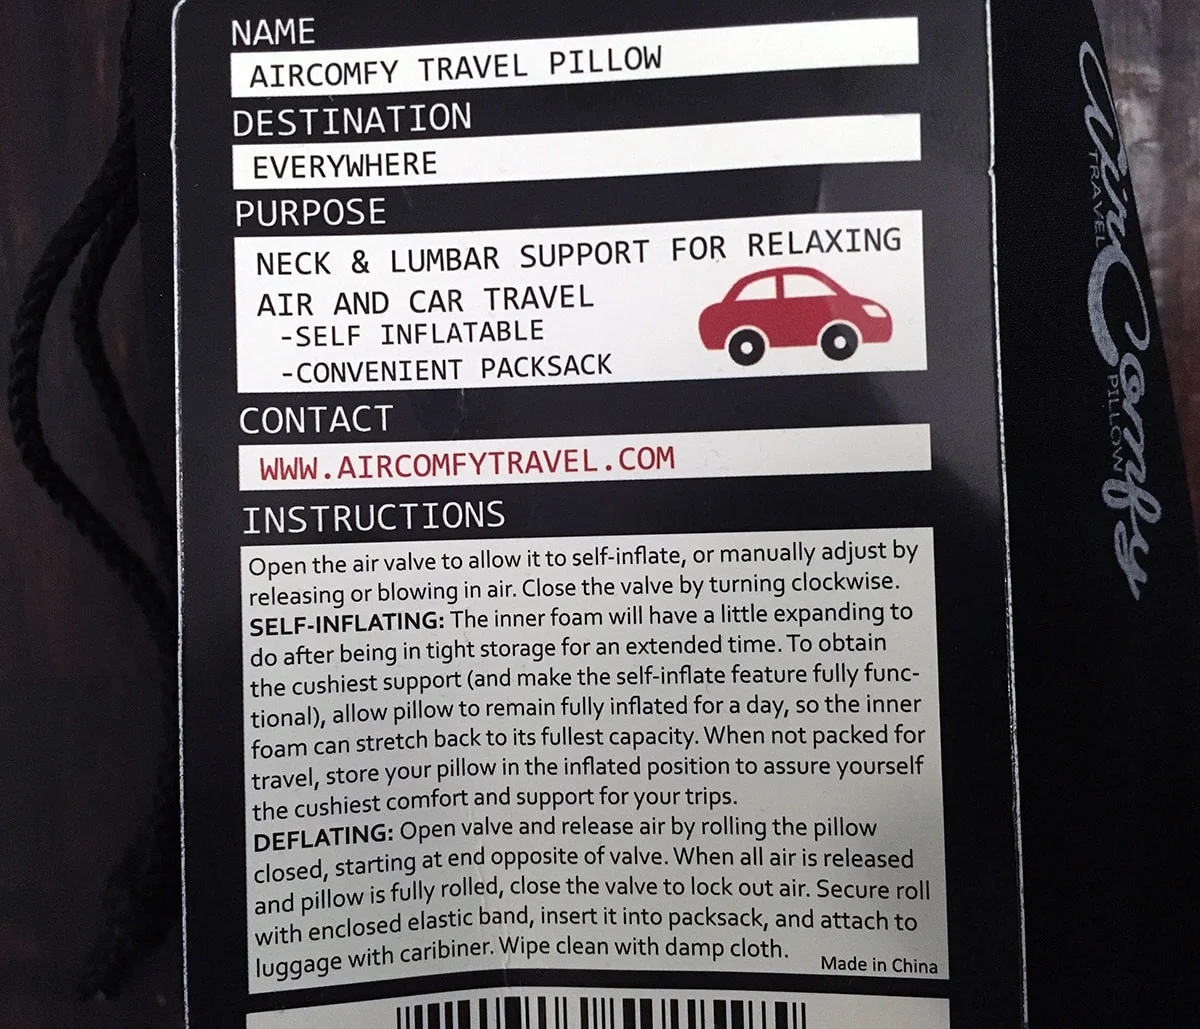 NAME
AIRCOMFY TRAVEL PILLOW
DESTINATION
EVERYWHERE
PURPOSE
NECK & LUMBAR SUPPORT FOR RELAXING
AIR AND CAR TRAVEL
-SELF INFLATABLE
-CONVENIENT PACKSACK
CONTACT
WWW.AIRCOMFYTRAVEL.COM
INSTRUCTIONS
Open the air valve to allow it to self-inflate, or manually adjust by
releasing or blowing in air. Close the valve by turning clockwise.
SELF-INFLATING: The inner foam will have a little expanding to
do after being in tight storage for an extended time. To obtain
the cushiest support (and make the self-inflate feature fully func-
tional), allow pillow to remain fully inflated for a day, so the inner
foam can stretch back to its fullest capacity. When not packed for
travel, store your pillow in the inflated position to assure yourself
the cushiest comfort and support for your trips.
DEFLATING: Open valve and release air by rolling the pillow
closed, starting at end opposite of valve. When all air is released
and pillow is fully rolled, close the valve to lock out air. Secure roll
with enclosed elastic band, insert it into packsack, and attach to
luggage with caribiner. Wipe clean with damp cloth.
Made in China
AirComfy
TRAVEL PILLOW